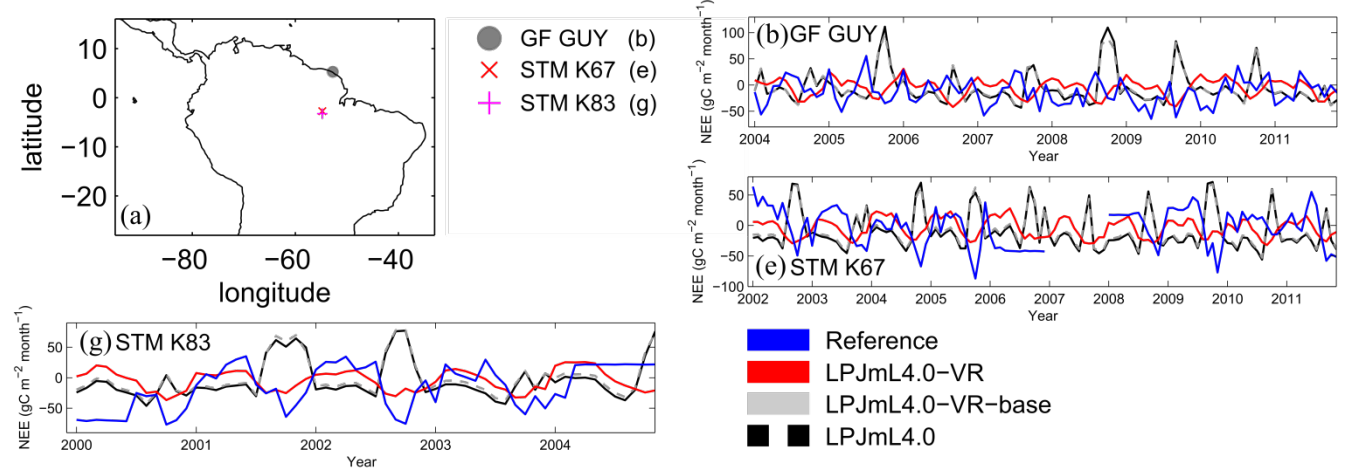 10
0
−10
−20
latitude
(a)
−80
−60
−40
longitude
GF GUY (b)
STM K67 (e)
STM K83 (g)
(b) GF GUY
NEE (gC m−2 month−1)
100
50
0
−50
2004 2005 2006 2007 2008 2009 2010 2011
Year
(e) STM K67
NEE (gC m−2 month−1)
50
0
−50
−100
2002 2003 2004 2005 2006 2007 2008 2009 2010 2011
Year
(g) STM K83
NEE (gC m−2 month−1)
50
0
−50
2000 2001 2002 2003 2004
Year
Reference
LPJmL4.0−VR
LPJmL4.0−VR−base
LPJmL4.0